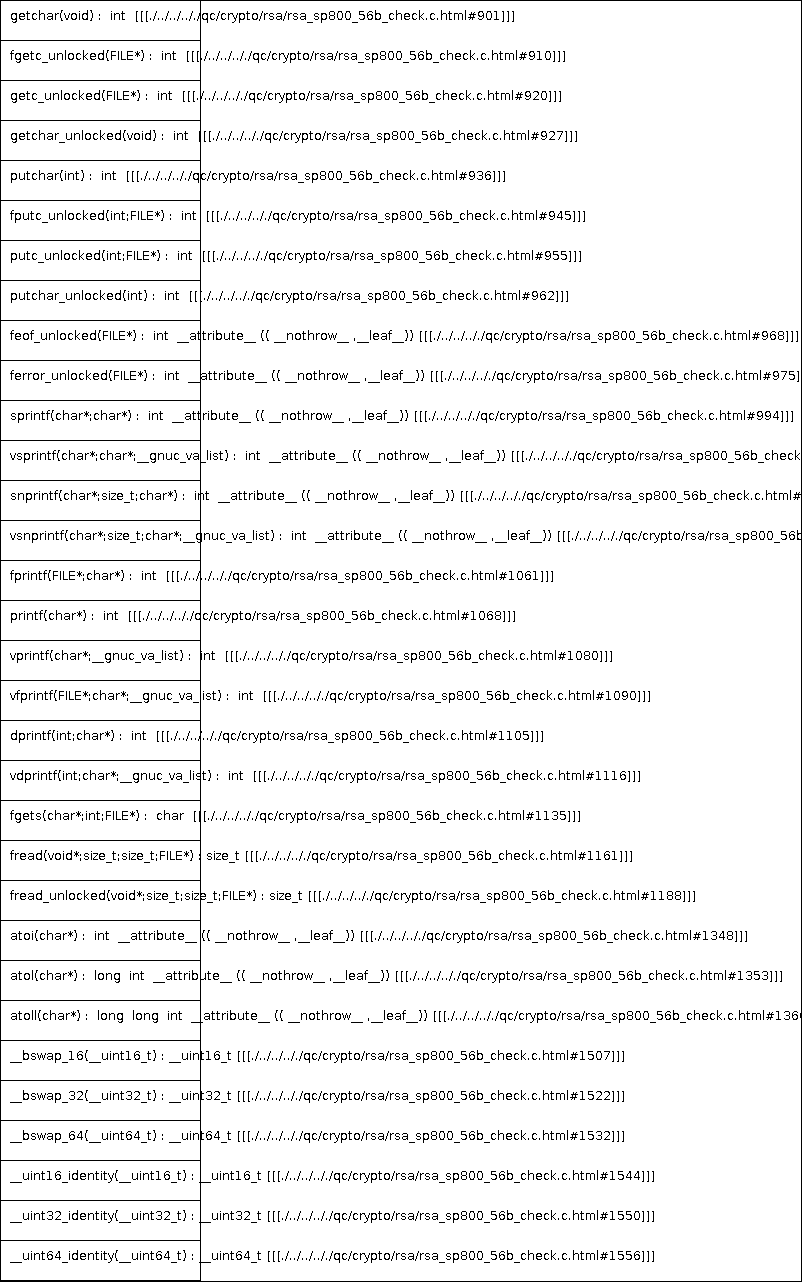 getchar(void) : int [[[./../../../../qc/crypto/rsa/rsa_sp800_56b_check.c.html#901]]]
fgetc_unlocked(FILE*) : int [[[./../../../../qc/crypto/rsa/rsa_sp800_56b_check.c.html#910]]]
getc_unlocked(FILE*) : int [[[./../../../../qc/crypto/rsa/rsa_sp800_56b_check.c.html#920]]]
getchar_unlocked(void) : int [[[./../../../../qc/crypto/rsa/rsa_sp800_56b_check.c.html#927]]]
putchar(int) : int [[[./../../../../qc/crypto/rsa/rsa_sp800_56b_check.c.html#936]]]
fputc_unlocked(int;FILE*) : int [[[./../../../../qc/crypto/rsa/rsa_sp800_56b_check.c.html#945]]]
putc_unlocked(int;FILE*) : int [[[./../../../../qc/crypto/rsa/rsa_sp800_56b_check.c.html#955]]]
putchar_unlocked(int) : int [[[./../../../../qc/crypto/rsa/rsa_sp800_56b_check.c.html#962]]]
feof_unlocked(FILE*) : int __attribute__ (( __nothrow__ ,__leaf__)) [[[./../../../../qc/crypto/rsa/rsa_sp800_56b_check.c.html#968]]]
ferror_unlocked(FILE*) : int __attribute__ (( __nothrow__ ,__leaf__)) [[[./../../../../qc/crypto/rsa/rsa_sp800_56b_check.c.html#975]
sprintf(char*;char*) : int __attribute__ (( __nothrow__ ,__leaf__)) [[[./../../../../qc/crypto/rsa/rsa_sp800_56b_check.c.html#994]]]
vsprintf(char*;char*;__gnuc_va_list) : int __attribute__ (( __nothrow__ ,__leaf__)) [[[./../../../../qc/crypto/rsa/rsa_sp800_56b_check
snprintf(char*;size_t;char*) : int __attribute__ (( __nothrow__ ,__leaf__)) [[[./../../../../qc/crypto/rsa/rsa_sp800_56b_check.c.html#
vsnprintf(char*;size_t;char*;__gnuc_va_list) : int __attribute__ (( __nothrow__ ,__leaf__)) [[[./../../../../qc/crypto/rsa/rsa_sp800_56b
fprintf(FILE*;char*) : int [[[./../../../../qc/crypto/rsa/rsa_sp800_56b_check.c.html#1061]]]
printf(char*) : int [[[./../../../../qc/crypto/rsa/rsa_sp800_56b_check.c.html#1068]]]
vprintf(char*;__gnuc_va_list) : int [[[./../../../../qc/crypto/rsa/rsa_sp800_56b_check.c.html#1080]]]
vfprintf(FILE*;char*;__gnuc_va_list) : int [[[./../../../../qc/crypto/rsa/rsa_sp800_56b_check.c.html#1090]]]
dprintf(int;char*) : int [[[./../../../../qc/crypto/rsa/rsa_sp800_56b_check.c.html#1105]]]
vdprintf(int;char*;__gnuc_va_list) : int [[[./../../../../qc/crypto/rsa/rsa_sp800_56b_check.c.html#1116]]]
fgets(char*;int;FILE*) : char [[[./../../../../qc/crypto/rsa/rsa_sp800_56b_check.c.html#1135]]]
fread(void*;size_t;size_t;FILE*) : size_t [[[./../../../../qc/crypto/rsa/rsa_sp800_56b_check.c.html#1161]]]
fread_unlocked(void*;size_t;size_t;FILE*) : size_t [[[./../../../../qc/crypto/rsa/rsa_sp800_56b_check.c.html#1188]]]
atoi(char*) : int __attribute__ (( __nothrow__ ,__leaf__)) [[[./../../../../qc/crypto/rsa/rsa_sp800_56b_check.c.html#1348]]]
atol(char*) : long int __attribute__ (( __nothrow__ ,__leaf__)) [[[./../../../../qc/crypto/rsa/rsa_sp800_56b_check.c.html#1353]]]
atoll(char*) : long long int __attribute__ (( __nothrow__ ,__leaf__)) [[[./../../../../qc/crypto/rsa/rsa_sp800_56b_check.c.html#136
__bswap_16(__uint16_t) : __uint16_t [[[./../../../../qc/crypto/rsa/rsa_sp800_56b_check.c.html#1507]]]
__bswap_32(__uint32_t) : __uint32_t [[[./../../../../qc/crypto/rsa/rsa_sp800_56b_check.c.html#1522]]]
__bswap_64(__uint64_t) : __uint64_t [[[./../../../../qc/crypto/rsa/rsa_sp800_56b_check.c.html#1532]]]
__uint16_identity(__uint16_t) : __uint16_t [[[./../../../../qc/crypto/rsa/rsa_sp800_56b_check.c.html#1544]]]
__uint32_identity(__uint32_t) : __uint32_t [[[./../../../../qc/crypto/rsa/rsa_sp800_56b_check.c.html#1550]]]
__uint64_identity(__uint64_t) : __uint64_t [[[./../../../../qc/crypto/rsa/rsa_sp800_56b_check.c.html#1556]]]